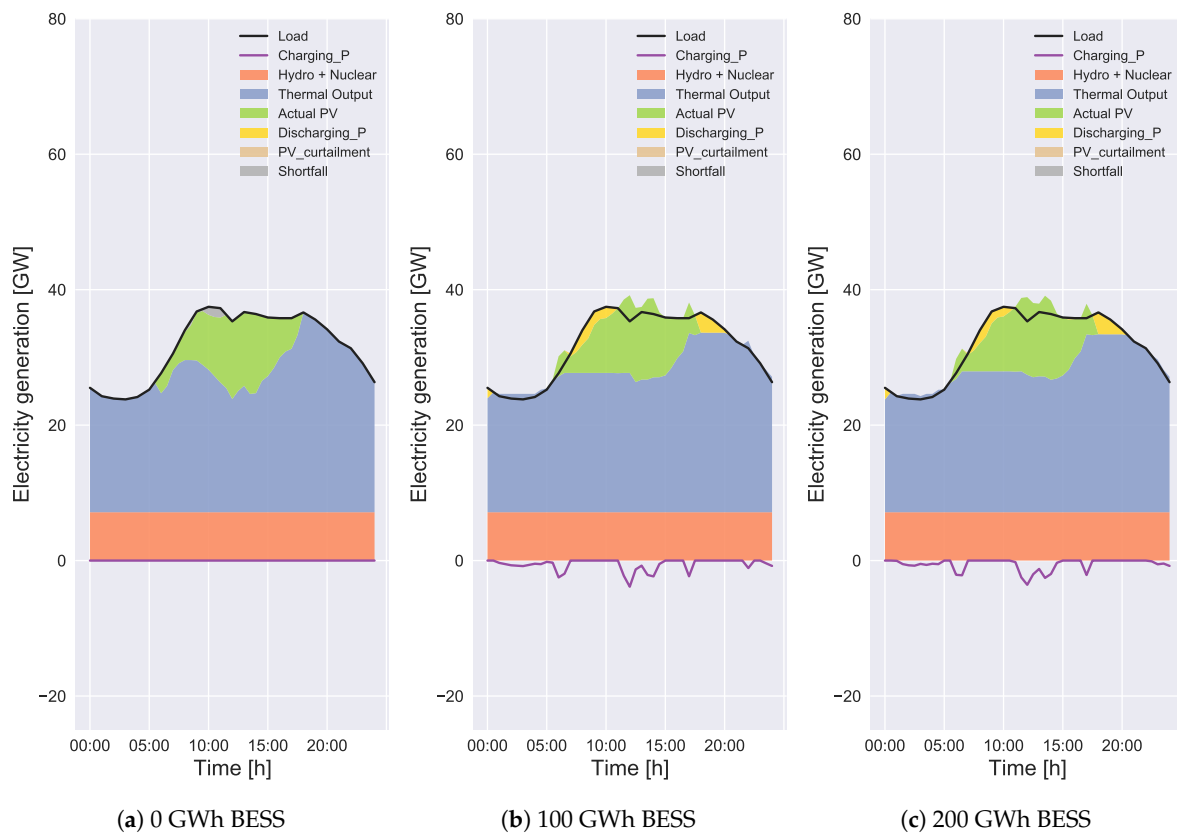 80
60
40
20
0
−20
Electricity generation [GW]
Load
Charging_P
Hydro + Nuclear
Thermal Output
Actual PV
Discharging_P
PV_curtailment
Shortfall
00:00 05:00 10:00 15:00 20:00
Time [h]
(a) 0 GWh BESS
80
60
40
20
0
−20
Electricity generation [GW]
Load
Charging_P
Hydro + Nuclear
Thermal Output
Actual PV
Discharging_P
PV_curtailment
Shortfall
00:00 05:00 10:00 15:00 20:00
Time [h]
(b) 100 GWh BESS
80
60
40
20
0
−20
Electricity generation [GW]
Load
Charging_P
Hydro + Nuclear
Thermal Output
Actual PV
Discharging_P
PV_curtailment
Shortfall
00:00 05:00 10:00 15:00 20:00
Time [h]
(c) 200 GWh BESS